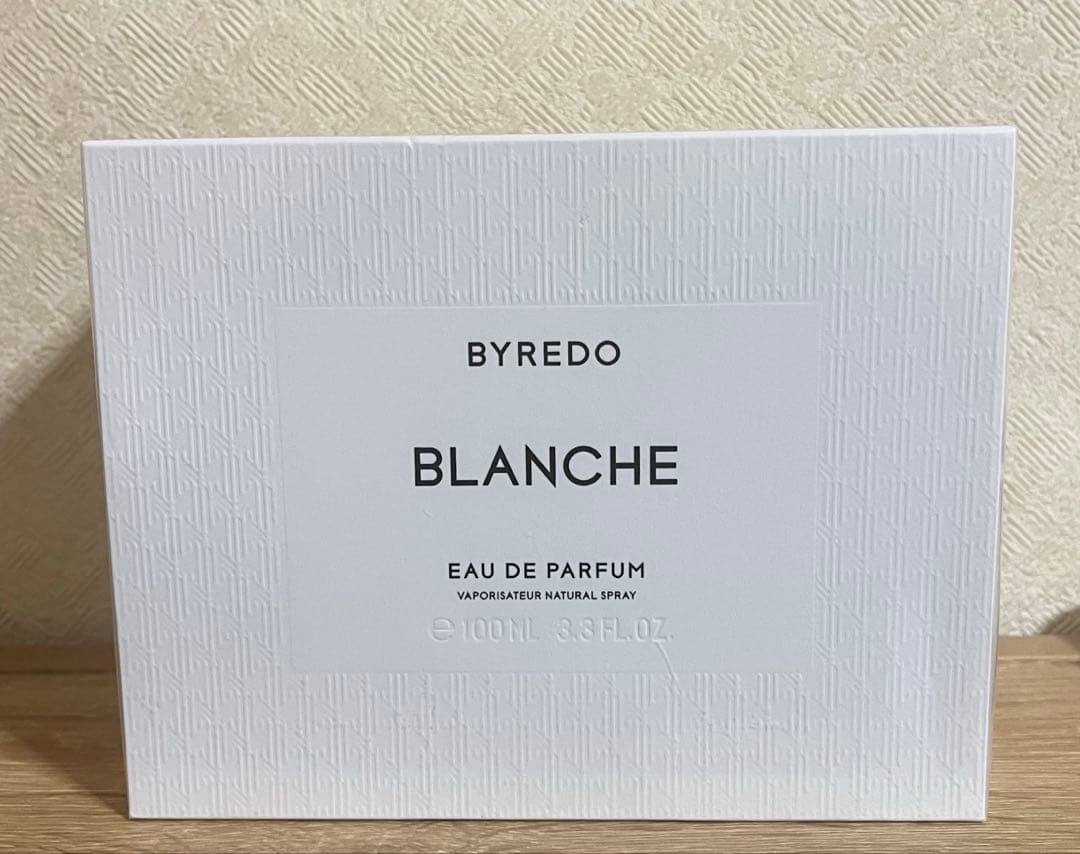 BYREDO
BLANCHE
EAU DE PARFUM
VAPORISATEUR NATURAL SPRAY
℮ 100 ML 3.3 FL.OZ.